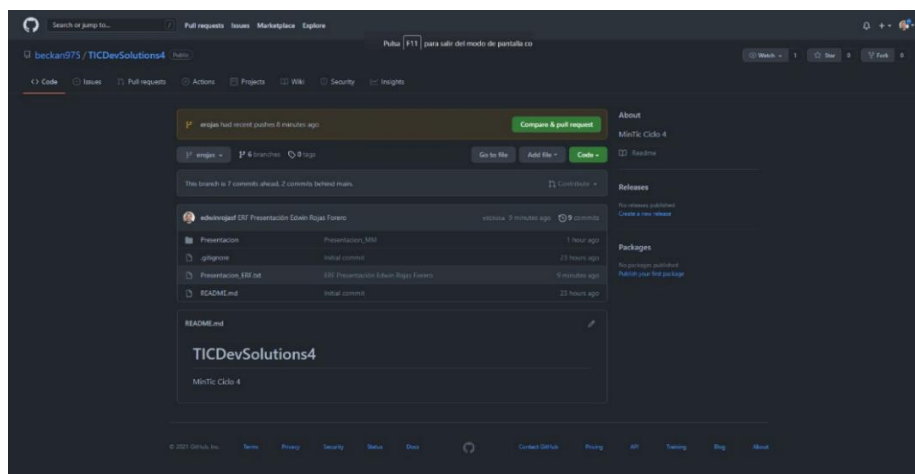 Search or jump to...
Pull requests Issues Marketplace Explore
Pulsa F11 para salir del modo de pantalla co
beckan975 / TICDevSolutions4 Public
Watch 1 Star 0 Fork 0
Code Issues Pull requests Actions Projects Wiki Security Insights
erojas had recent pushes 8 minutes ago
Compare & pull request
erojas 6 branches 0 tags
Go to file Add file Code
This branch is 7 commits ahead, 2 commits behind main.
Contribute
edwinrojasf ERF Presentación Edwin Rojas Forero
9 minutes ago 9 commits
Presentacion Presentacion_MM 1 hour ago
.gitignore Initial commit 23 hours ago
Presentacion_ERF.txt ERF Presentación Edwin Rojas Forero 9 minutes ago
README.md Initial commit 23 hours ago
README.md
TICDevSolutions4
MinTic Ciclo 4
About
MinTic Ciclo 4
Readme
Releases
No releases published
Create a new release
Packages
No packages published
Publish your first package
© 2021 GitHub, Inc. Terms Privacy Security Status Docs Contact GitHub Pricing API Training Blog About